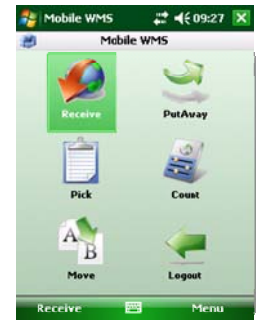 Mobile WMS 09:27
Mobile WMS
Receive PutAway
Pick Count
A B
Move Logout
Receive Menu